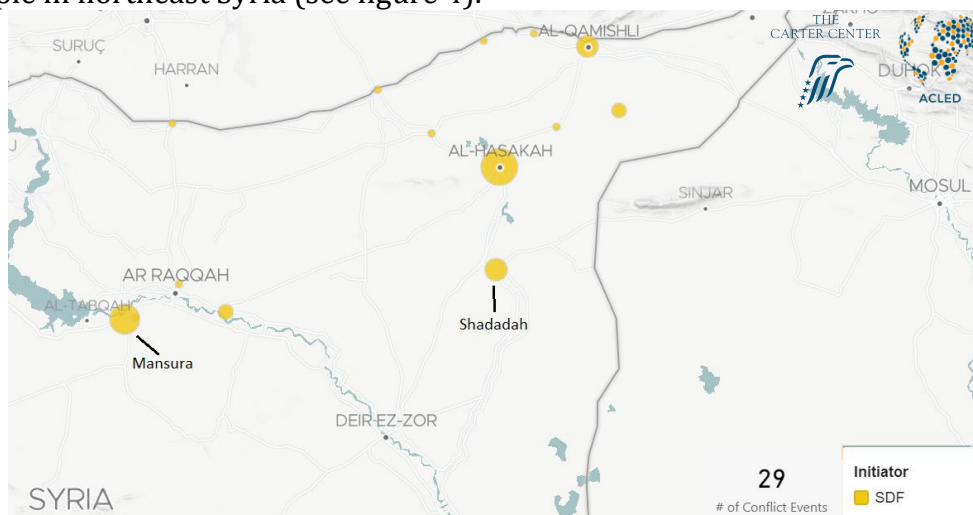 ple in northeast Syria (see figure 4).
THE
CARTER CENTER
ACLED
SURUÇ
HARRAN
AL-QAMISHLI
DUHOK
AL-HASAKAH
SINJAR
MOSUL
AR RAQQAH
AL-TABQAH
Shadadah
Mansura
DEIR-EZ-ZOR
SYRIA
29
# of Conflict Events
Initiator
SDF